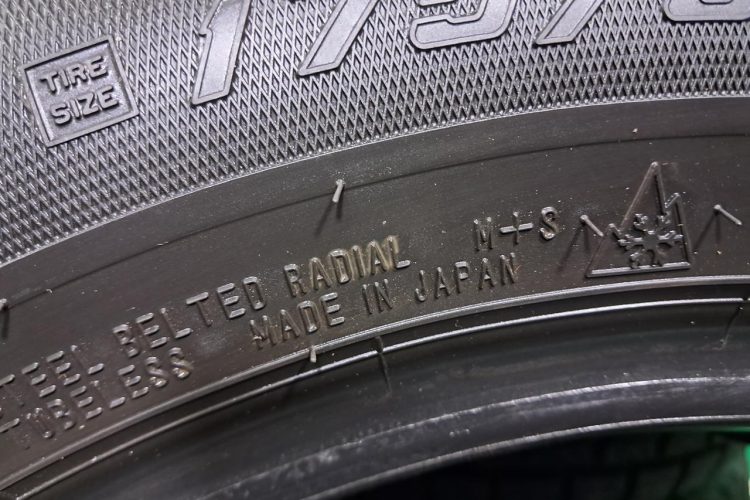 TIRE
SIZE
STEEL BELTED RADIAL M+S
TUBELESS MADE IN JAPAN